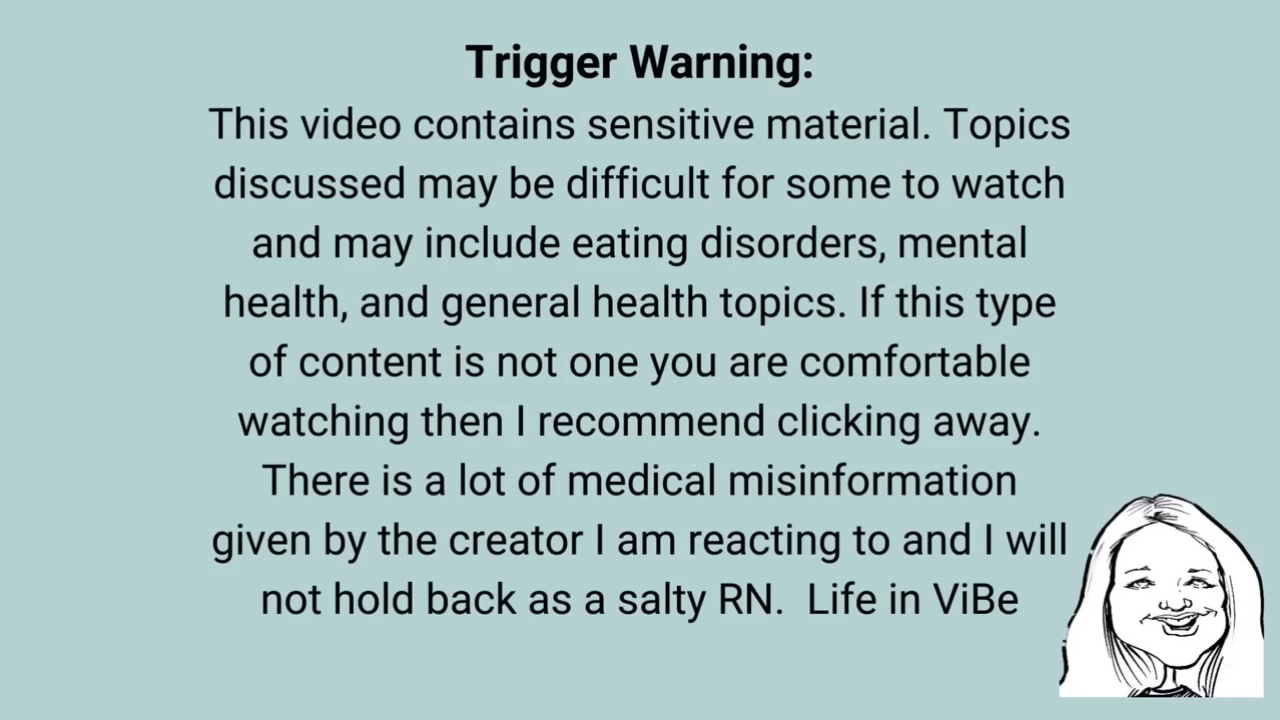 Trigger Warning:
This video contains sensitive material. Topics
discussed may be difficult for some to watch
and may include eating disorders, mental
health, and general health topics. If this type
of content is not one you are comfortable
watching then I recommend clicking away.
There is a lot of medical misinformation
given by the creator I am reacting to and I will
not hold back as a salty RN.  Life in ViBe